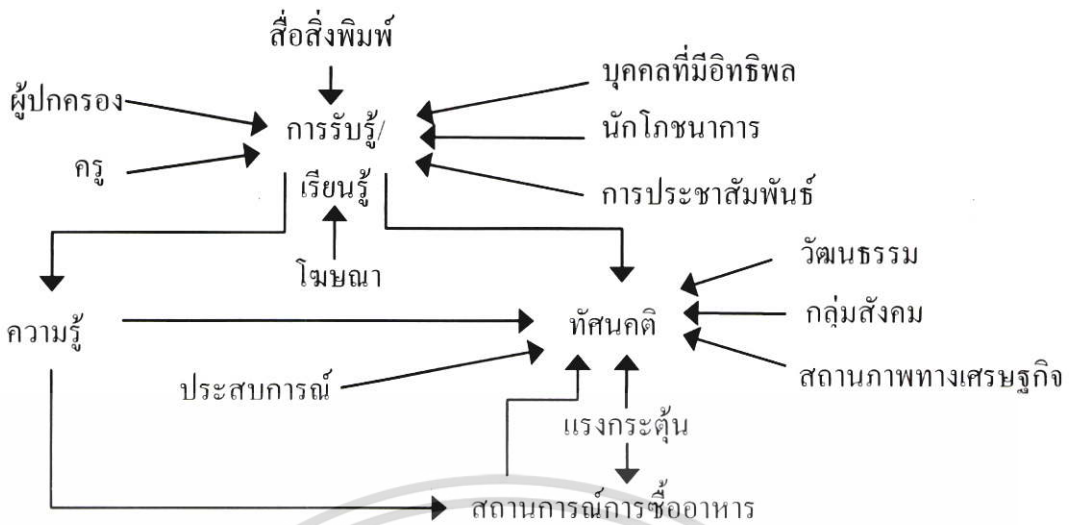 สื่อสิ่งพิมพ์
บุคคลที่มีอิทธิพล
ผู้ปกครอง
การรับรู้/
นักโภชนาการ
ครู
เรียนรู้
การประชาสัมพันธ์
โฆษณา
วัฒนธรรม
ความรู้
ทัศนคติ
กลุ่มสังคม
ประสบการณ์
สถานภาพทางเศรษฐกิจ
แรงกระตุ้น
สถานการณ์การซื้ออาหาร